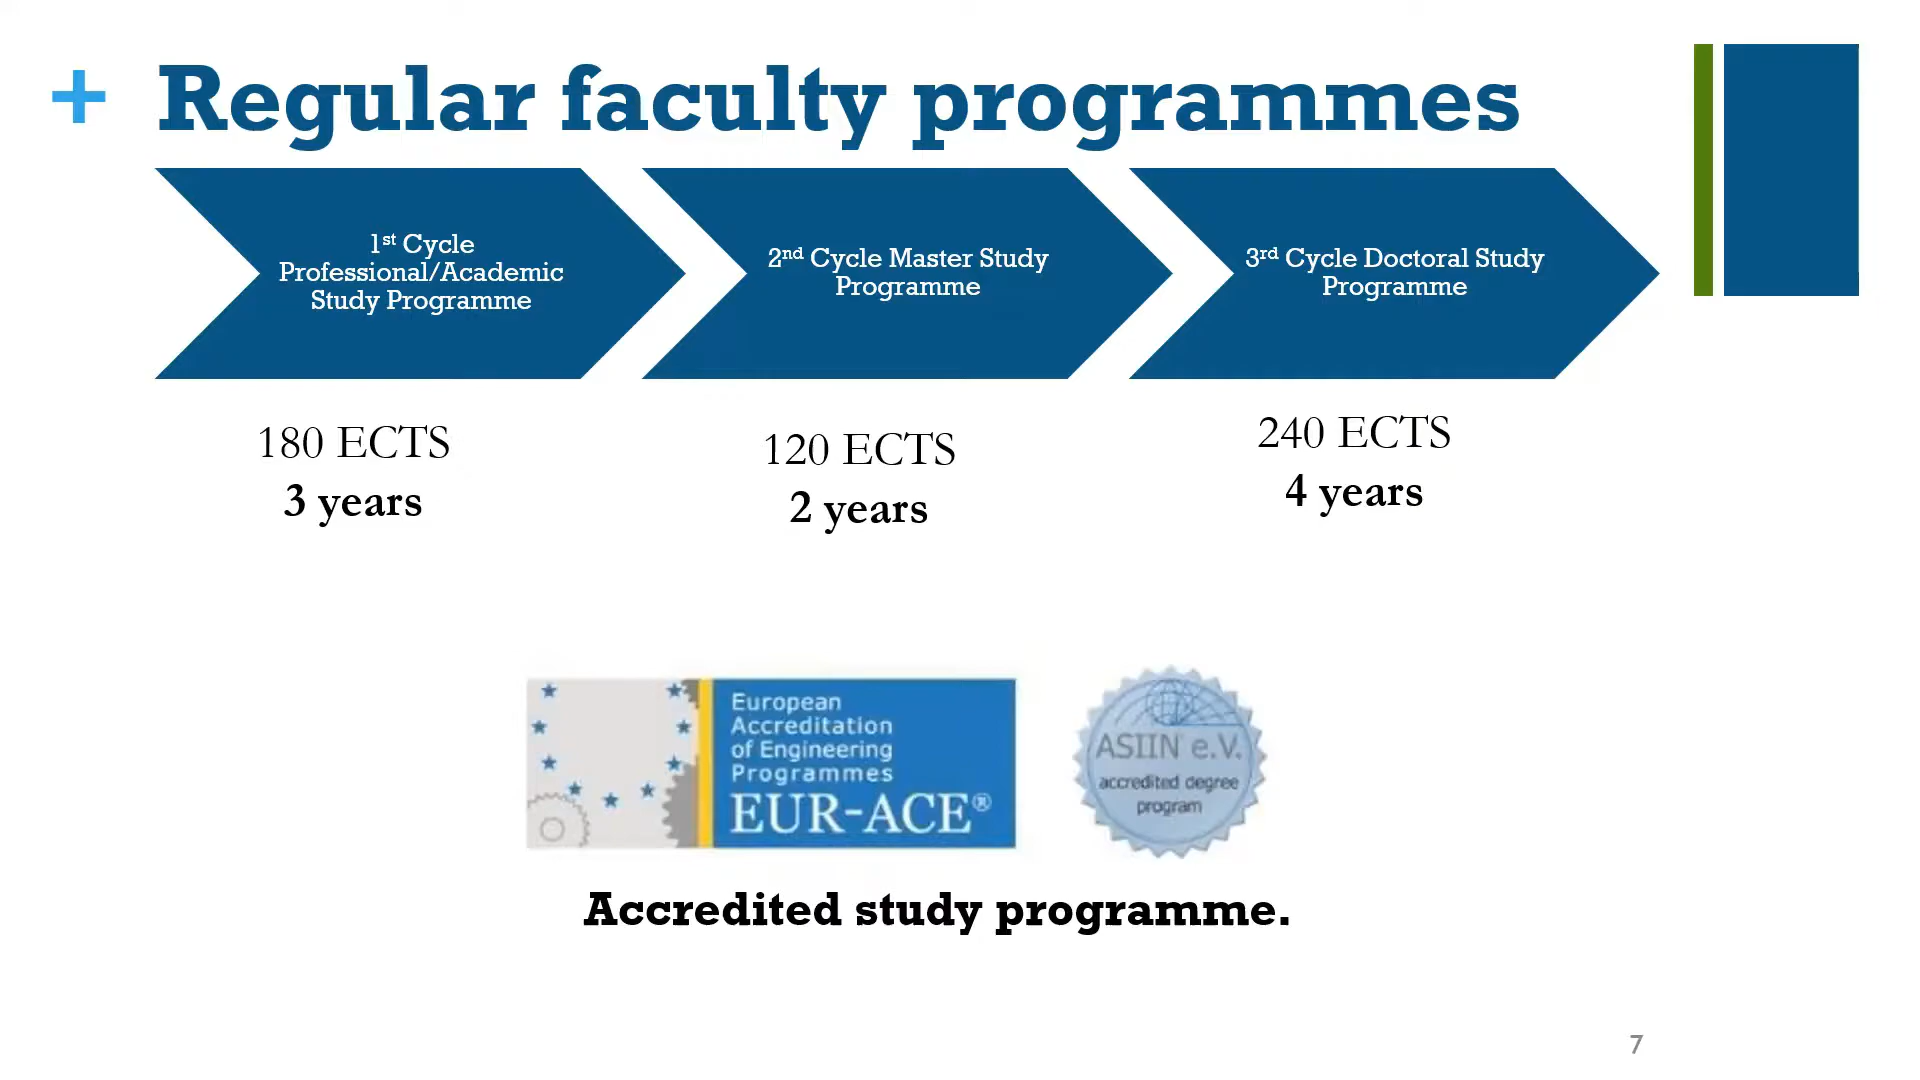 + Regular faculty programmes
1st Cycle
Professional/Academic
Study Programme
2nd Cycle Master Study
Programme
3rd Cycle Doctoral Study
Programme
180 ECTS
3 years
120 ECTS
2 years
240 ECTS
4 years
European
Accreditation
of Engineering
Programmes
EUR-ACE®
ASIIN e.V.
accredited degree
program
Accredited study programme.
7